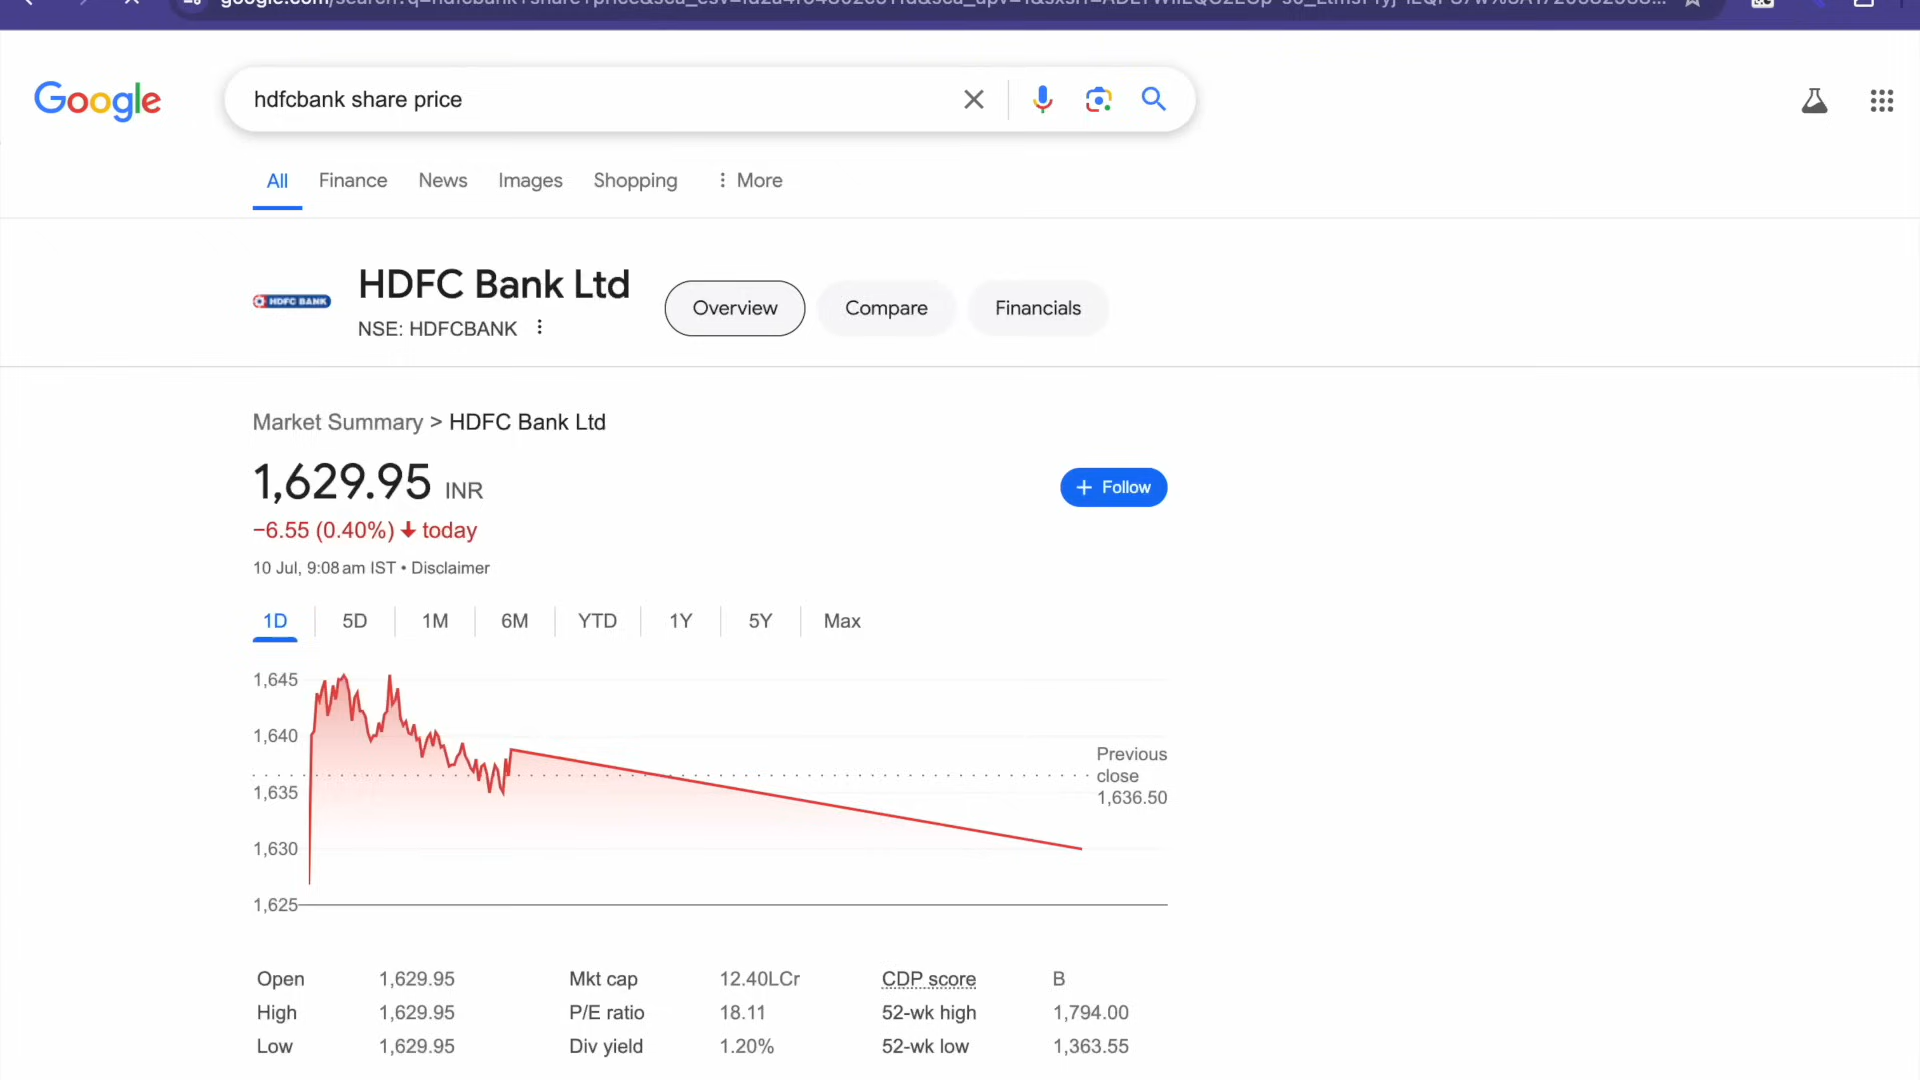 Google
hdfcbank share price
All Finance News Images Shopping More
HDFC BANK
HDFC Bank Ltd
NSE: HDFCBANK
Overview Compare Financials
Market Summary > HDFC Bank Ltd
1,629.95 INR
+ Follow
−6.55 (0.40%) today
10 Jul, 9:08 am IST • Disclaimer
1D 5D 1M 6M YTD 1Y 5Y Max
1,645
1,640
Previous
close
1,636.50
1,635
1,630
1,625
Open 1,629.95 Mkt cap 12.40LCr CDP score B
High 1,629.95 P/E ratio 18.11 52-wk high 1,794.00
Low 1,629.95 Div yield 1.20% 52-wk low 1,363.55